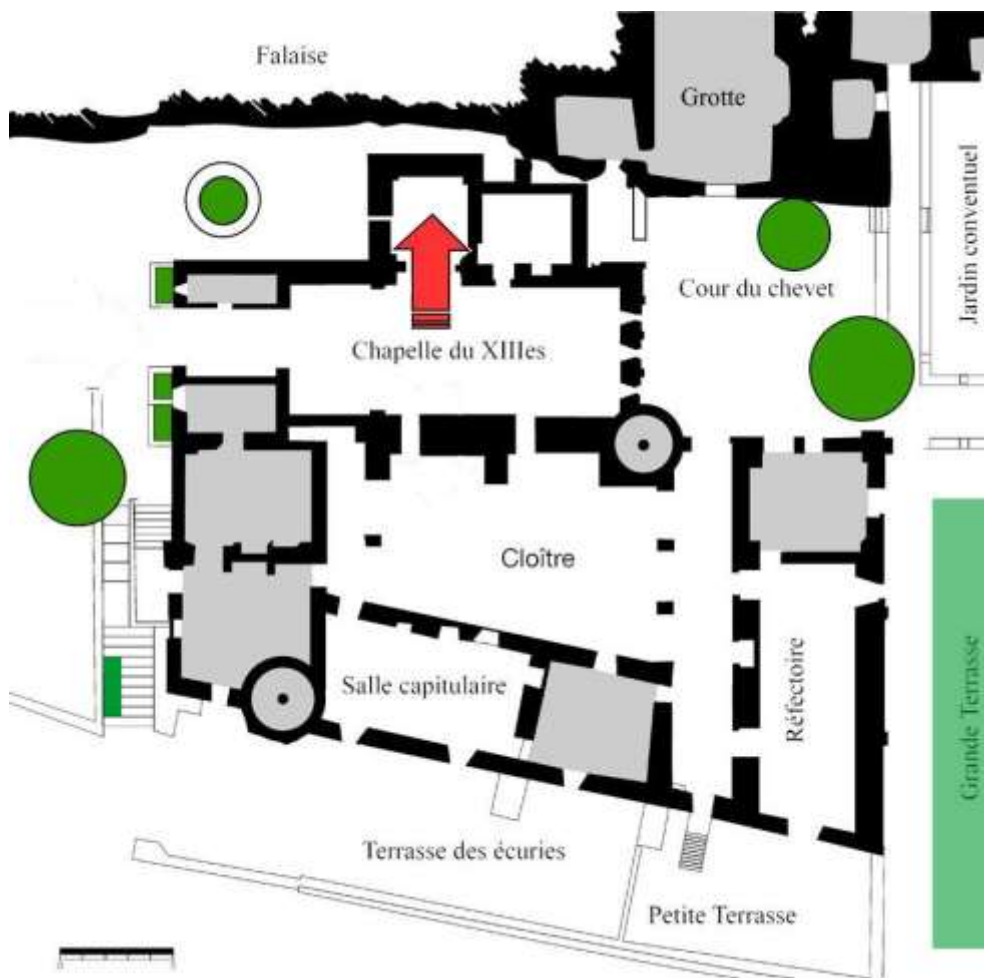 Falaise
Grotte
Jardin conventuel
Cour du chevet
Chapelle du XIIIes
Cloître
Salle capitulaire
Réfectoire
Grande Terrasse
Terrasse des écuries
Petite Terrasse